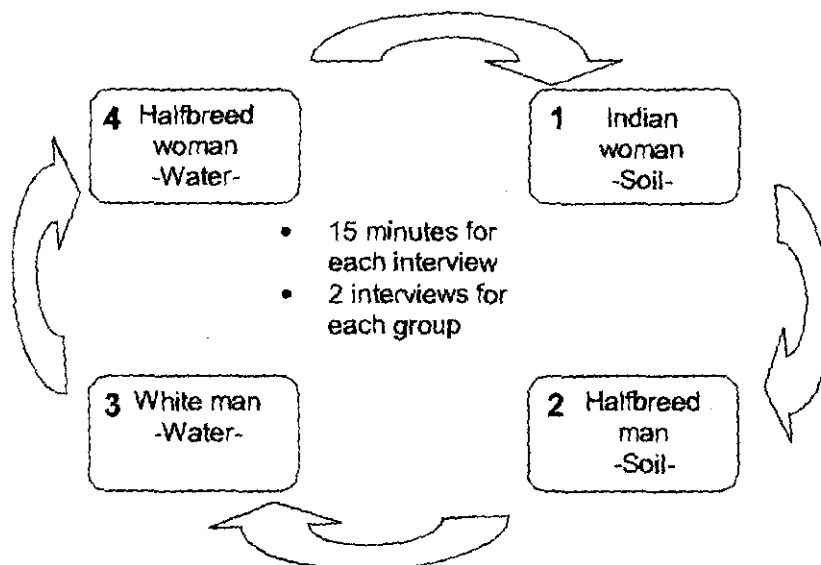 4 Halfbreed
woman
-Water-
1 Indian
woman
-Soil-
• 15 minutes for
each interview
• 2 interviews for
each group
3 White man
-Water-
2 Halfbreed
man
-Soil-